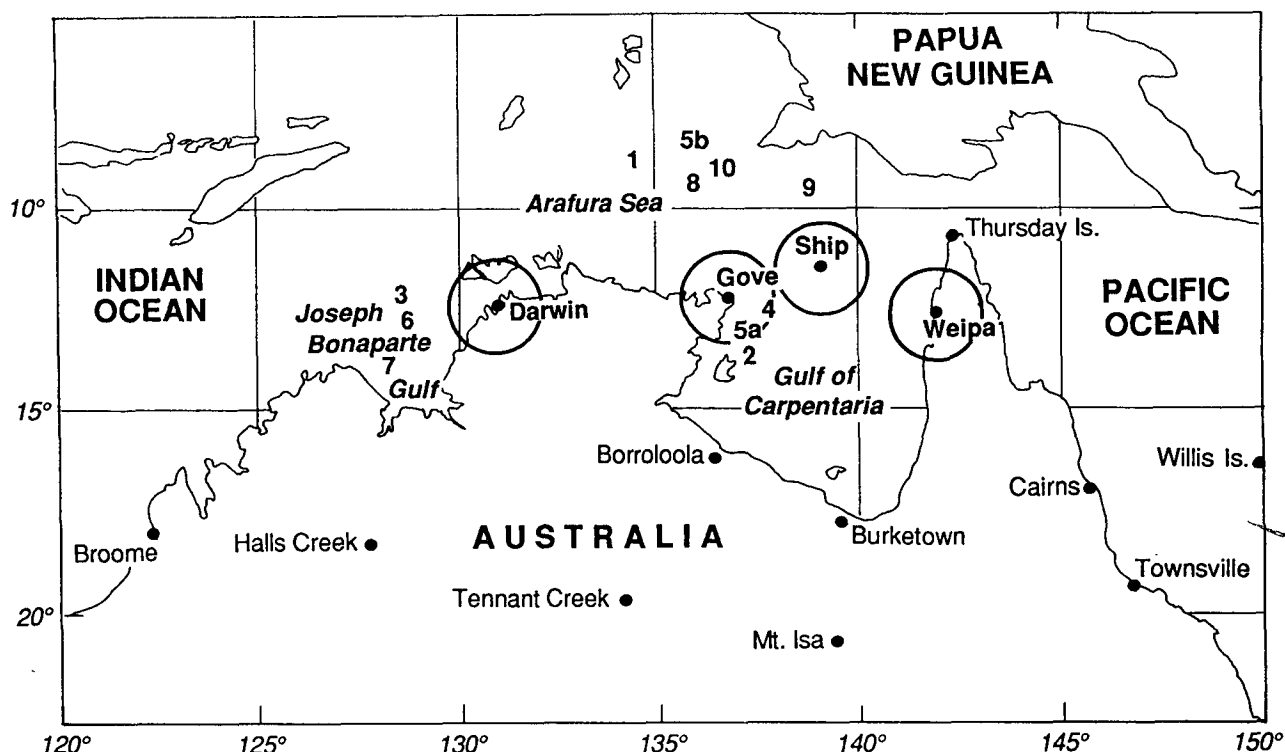 PAPUA
NEW GUINEA
5b
1
10
8
9
Arafura Sea
10°
Thursday Is.
Ship
INDIAN
OCEAN
Gove
PACIFIC
OCEAN
3
Joseph
6
Darwin
4
Weipa
Bonaparte
5a
2
7
Gulf
Gulf of
Carpentaria
15°
Borroloola
Willis Is.
Cairns
Broome
Halls Creek
AUSTRALIA
Burketown
Townsville
Tennant Creek
20°
Mt. Isa
120° 125° 130° 135° 140° 145° 150°